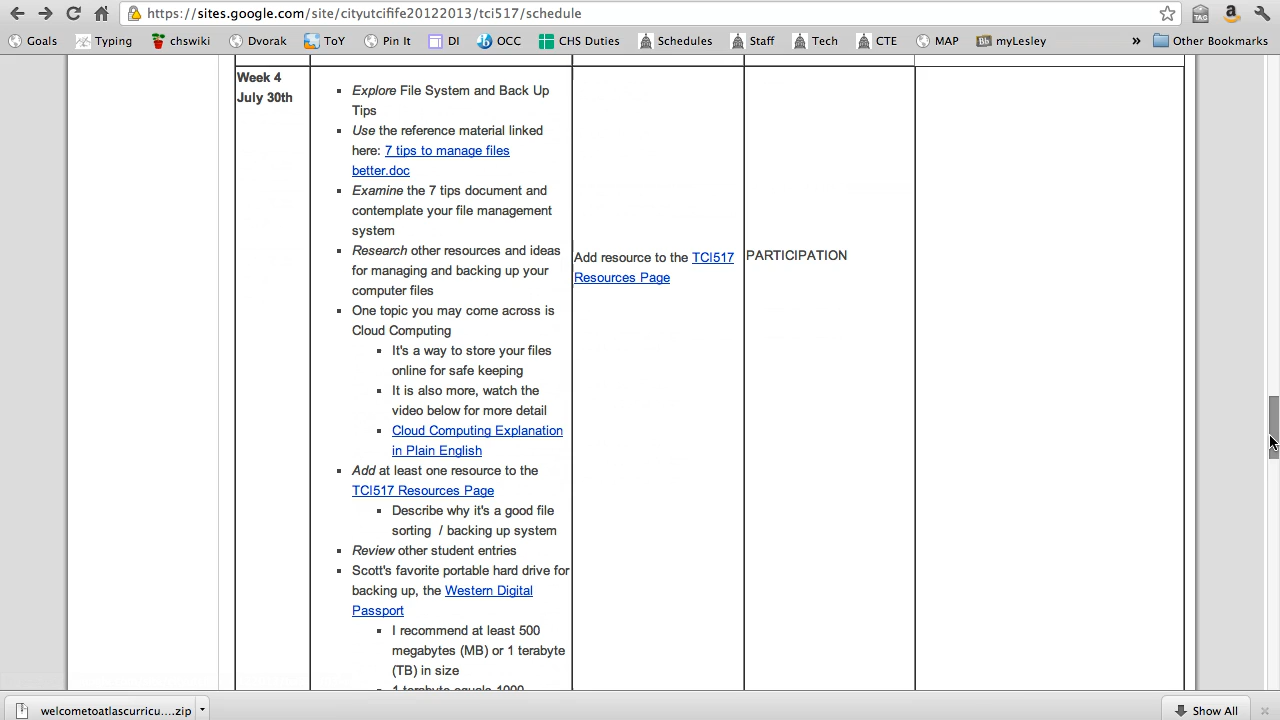 https://sites.google.com/site/cityutcifife20122013/tci517/schedule
Goals Typing chswiki Dvorak ToY Pin It DI OCC CHS Duties Schedules Staff Tech CTE MAP myLesley » Other Bookmarks
Week 4
July 30th
Explore File System and Back Up
Tips
Use the reference material linked
here: 7 tips to manage files
better.doc
Examine the 7 tips document and
contemplate your file management
system
Research other resources and ideas
for managing and backing up your
computer files
One topic you may come across is
Cloud Computing
It's a way to store your files
online for safe keeping
It is also more, watch the
video below for more detail
Cloud Computing Explanation
in Plain English
Add at least one resource to the
TCI517 Resources Page
Describe why it's a good file
sorting / backing up system
Review other student entries
Scott's favorite portable hard drive for
backing up, the Western Digital
Passport
I recommend at least 500
megabytes (MB) or 1 terabyte
(TB) in size
1 terabyte equals 1000
Add resource to the TCI517
Resources Page
PARTICIPATION
welcometoatlascurricu....zip
Show All